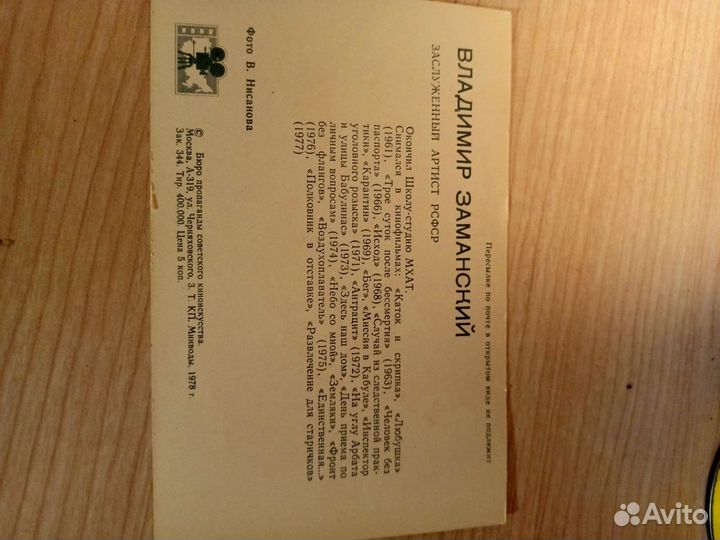 ВЛАДИМИР ЗАМАНСКИЙ
ЗАСЛУЖЕННЫЙ АРТИСТ РСФСР
Окончил Школу-студию МХАТ.
Снимался в кинофильмах: «Каток и скрипка», «Любушка»
(1961), «Трое суток после бессмертия» (1963), «Человек без
паспорта» (1966), «Исход» (1968), «Случай из следственной прак-
тики», «Карантин» (1969), «Бег», «Миссия в Кабуле», «Инспектор
уголовного розыска» (1971), «Антрацит» (1972), «На углу Арбата
и улицы Бабулинас» (1973), «Здесь наш дом», «День приема по
личным вопросам» (1974), «Небо со мной», «Земляки», «Фронт
без флангов», «Воздухоплаватель» (1975), «Единственная...»
(1976), «Полковник в отставке», «Развлечение для старичков»
(1977)
Фото В. Нисанова
© Бюро пропаганды советского киноискусства.
Москва, А-319, ул. Черняховского, 3. Т. КП, Минводы. 1978 г.
Зак. 344. Тир. 400.000. Цена 5 коп.
Пересылке по почте в открытом виде не подлежит
Avito